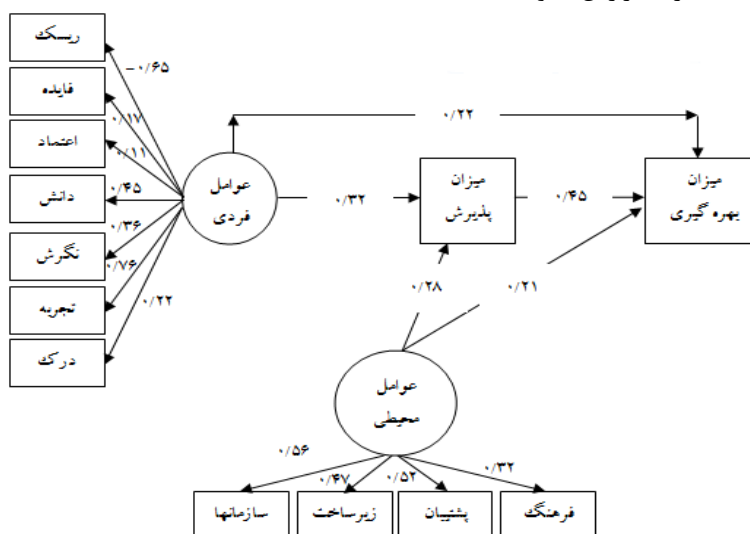 ریسک
-۰/۶۵
فایده
۰/۱۷
اعتماد
۰/۱۱
دانش
۰/۴۵
نگرش
۰/۳۶
تجربه
۰/۷۶
درک
۰/۲۲
عوامل
فردی
۰/۲۲
۰/۳۲
میزان
پذیرش
۰/۴۵
میزان
بهره گیری
۰/۲۸
۰/۲۱
عوامل
محیطی
۰/۵۶
۰/۴۷
۰/۵۲
۰/۳۲
سازمانها
زیرساخت
پشتیبان
فرهنگ